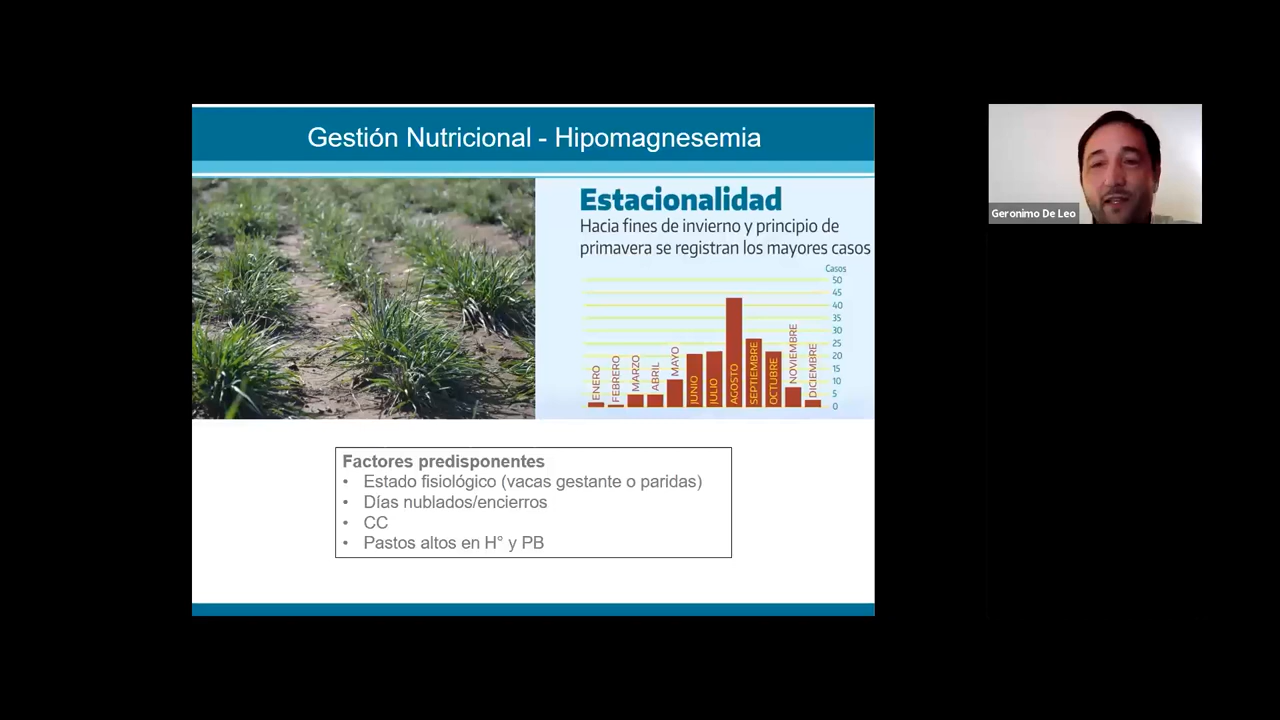 Gestión Nutricional - Hipomagnesemia
Estacionalidad
Hacia fines de invierno y principio de
primavera se registran los mayores casos
Casos
50
45
40
35
30
25
20
15
10
5
0
ENERO
FEBRERO
MARZO
ABRIL
MAYO
JUNIO
JULIO
AGOSTO
SEPTIEMBRE
OCTUBRE
NOVIEMBRE
DICIEMBRE
Factores predisponentes
• Estado fisiológico (vacas gestante o paridas)
• Días nublados/encierros
• CC
• Pastos altos en H° y PB
Geronimo De Leo